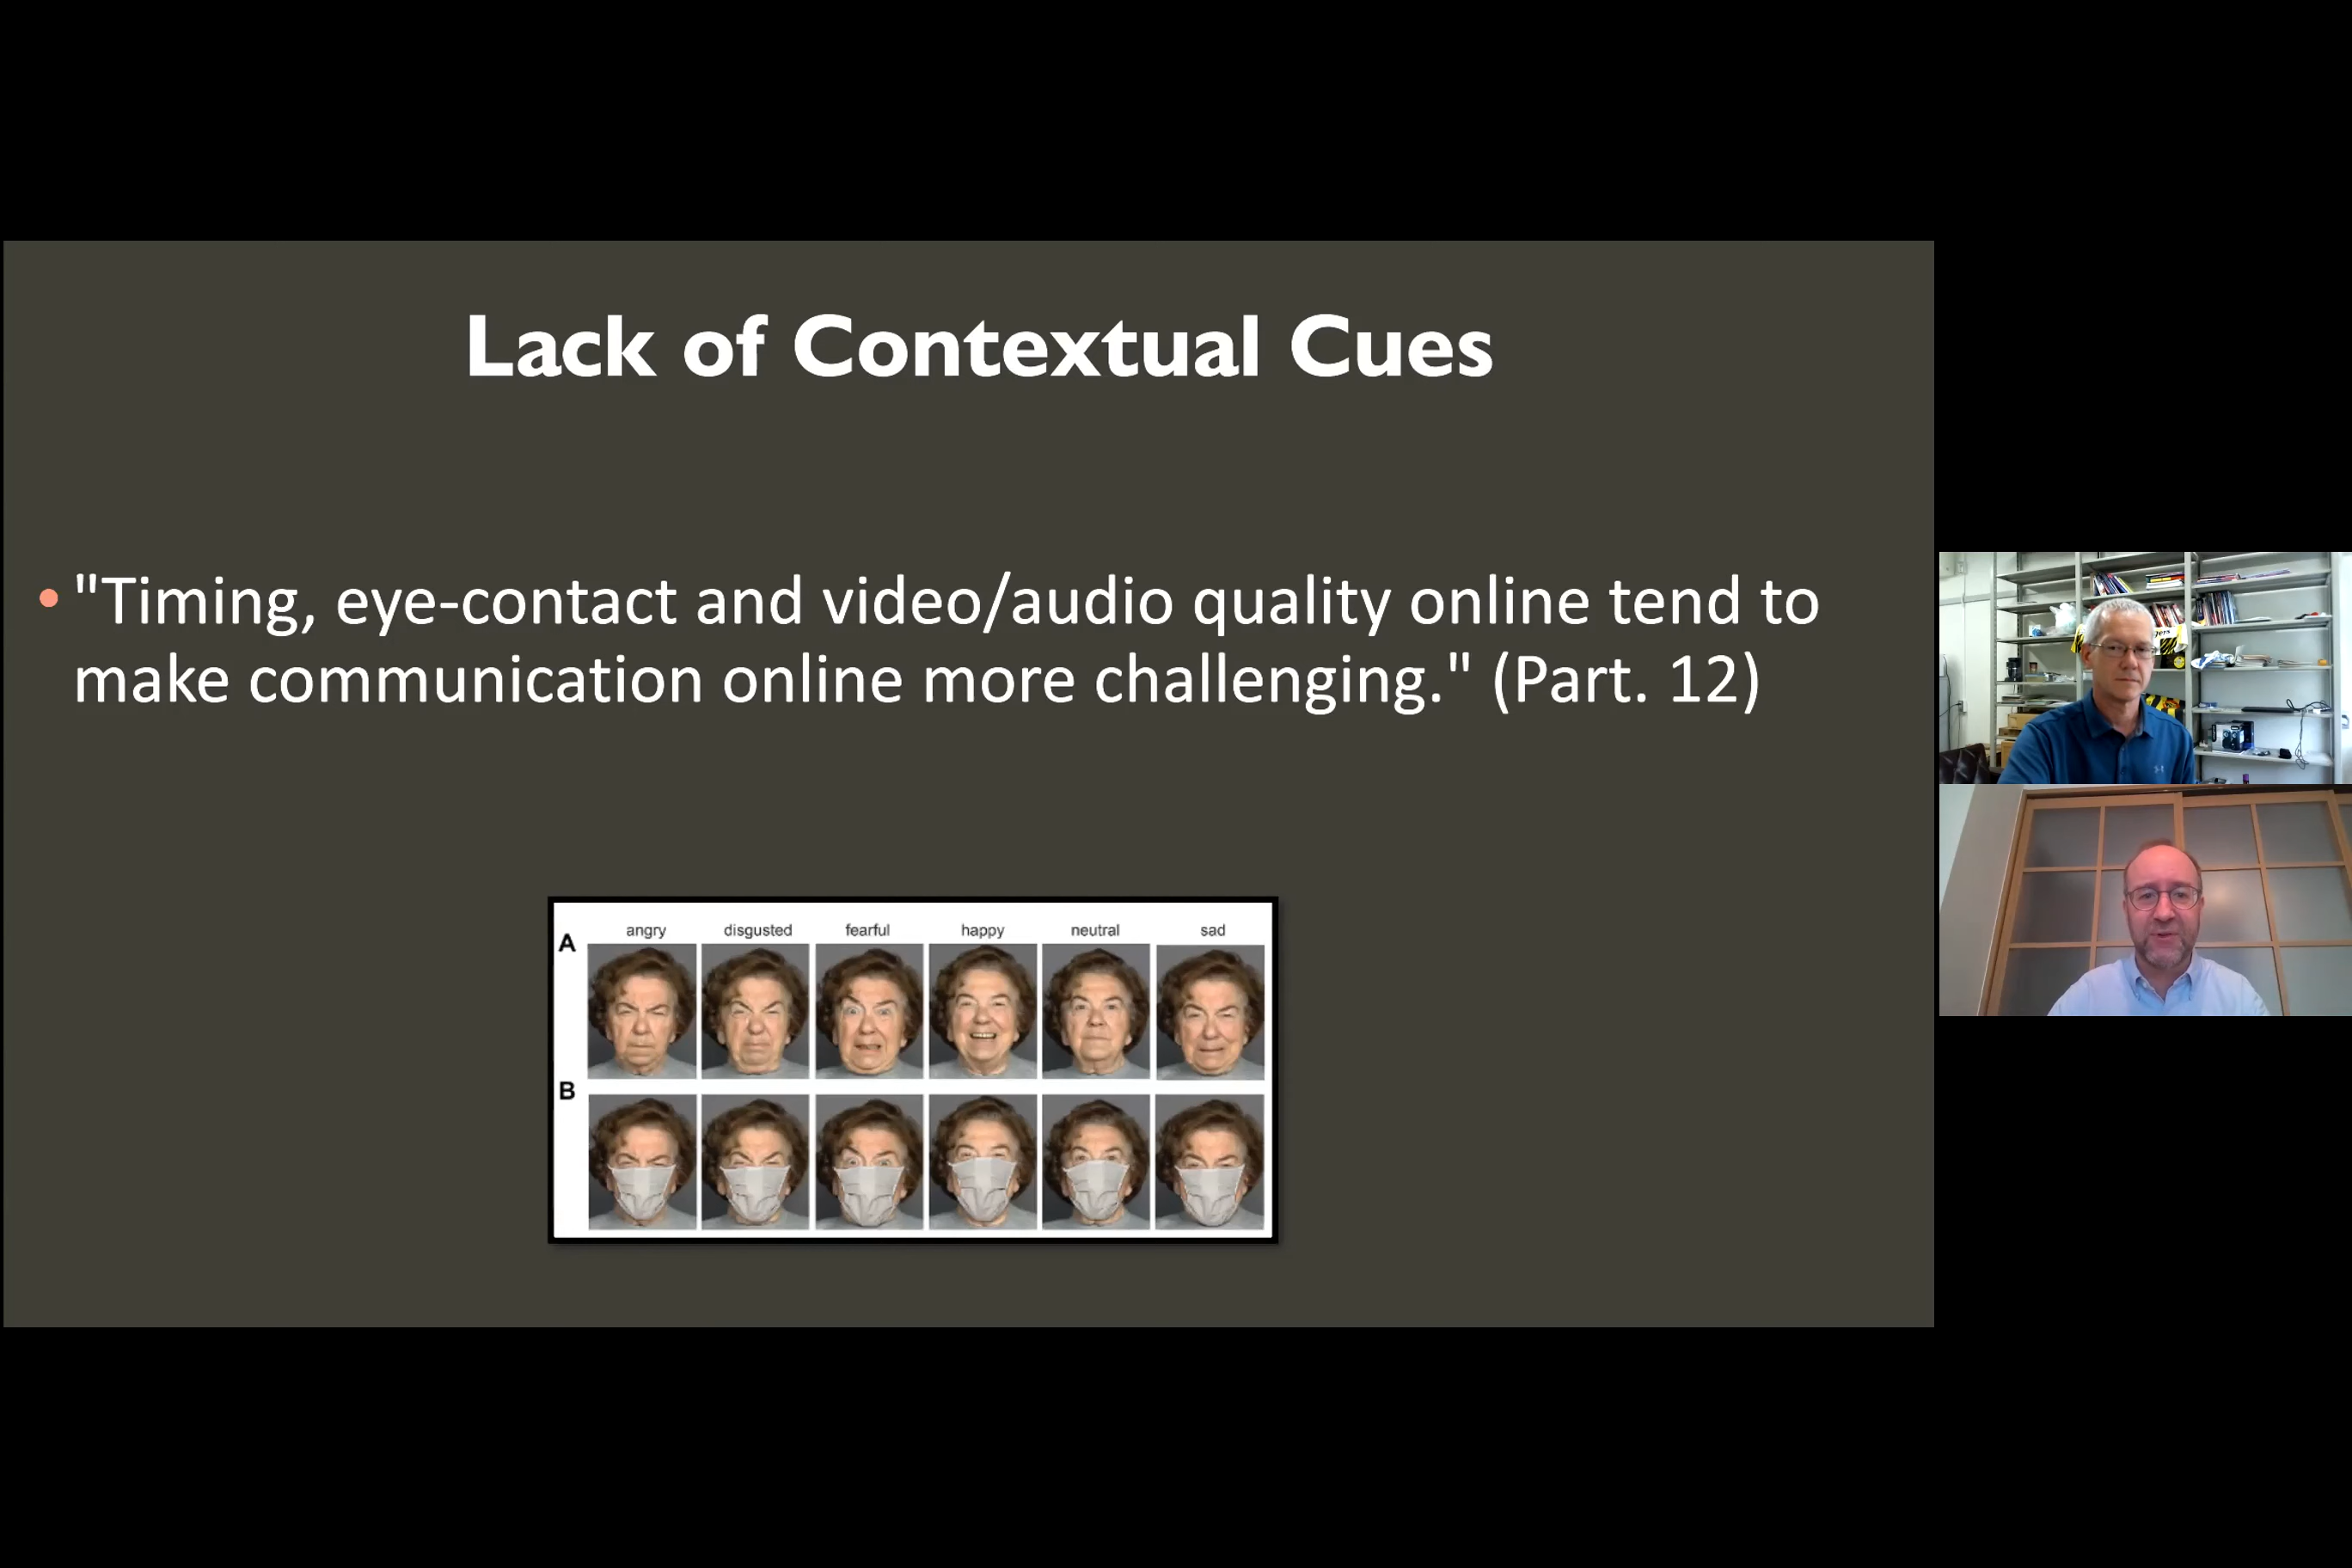 Lack of Contextual Cues
• "Timing, eye-contact and video/audio quality online tend to
make communication online more challenging." (Part. 12)
angry disgusted fearful happy neutral sad
A
B